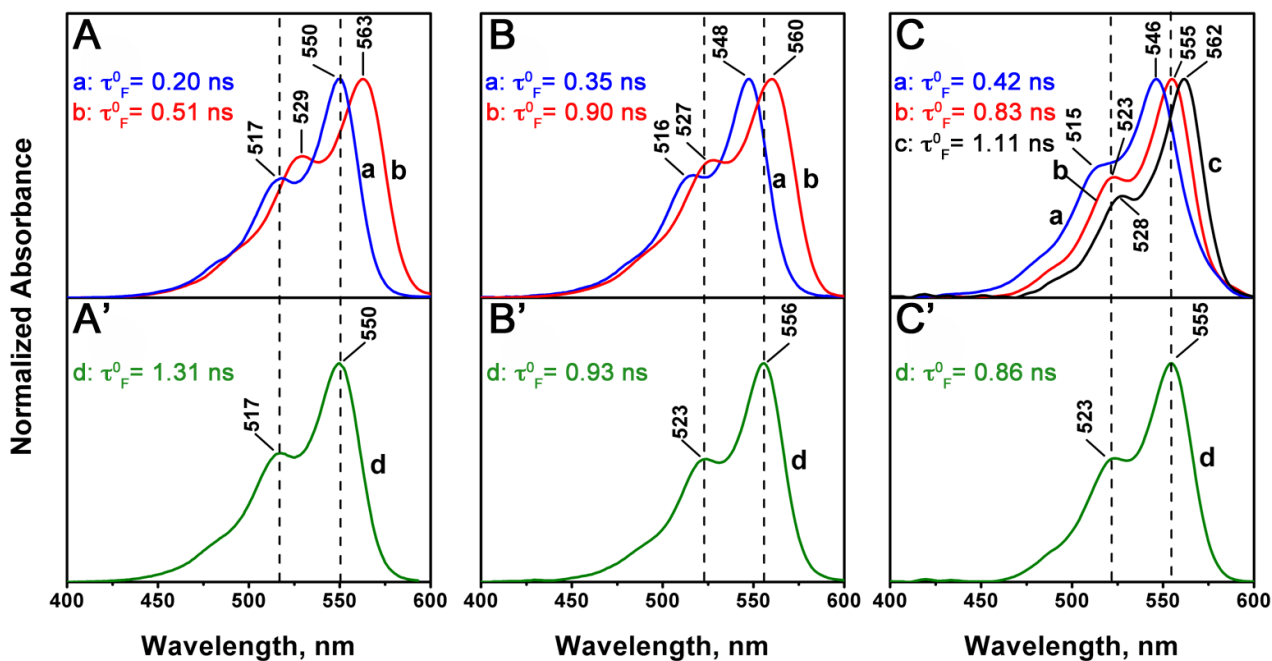 A
550
563
a: τ⁰F= 0.20 ns
b: τ⁰F= 0.51 ns
517
529
a
b
B
548
560
a: τ⁰F= 0.35 ns
b: τ⁰F= 0.90 ns
516
527
a
b
C
546
555
562
a: τ⁰F= 0.42 ns
b: τ⁰F= 0.83 ns
c: τ⁰F= 1.11 ns
515
523
b
a
528
c
Normalized Absorbance
A'
550
d: τ⁰F= 1.31 ns
517
d
B'
556
d: τ⁰F= 0.93 ns
523
d
C'
555
d: τ⁰F= 0.86 ns
523
d
400 450 500 550 600
400 450 500 550 600
400 450 500 550 600
Wavelength, nm
Wavelength, nm
Wavelength, nm